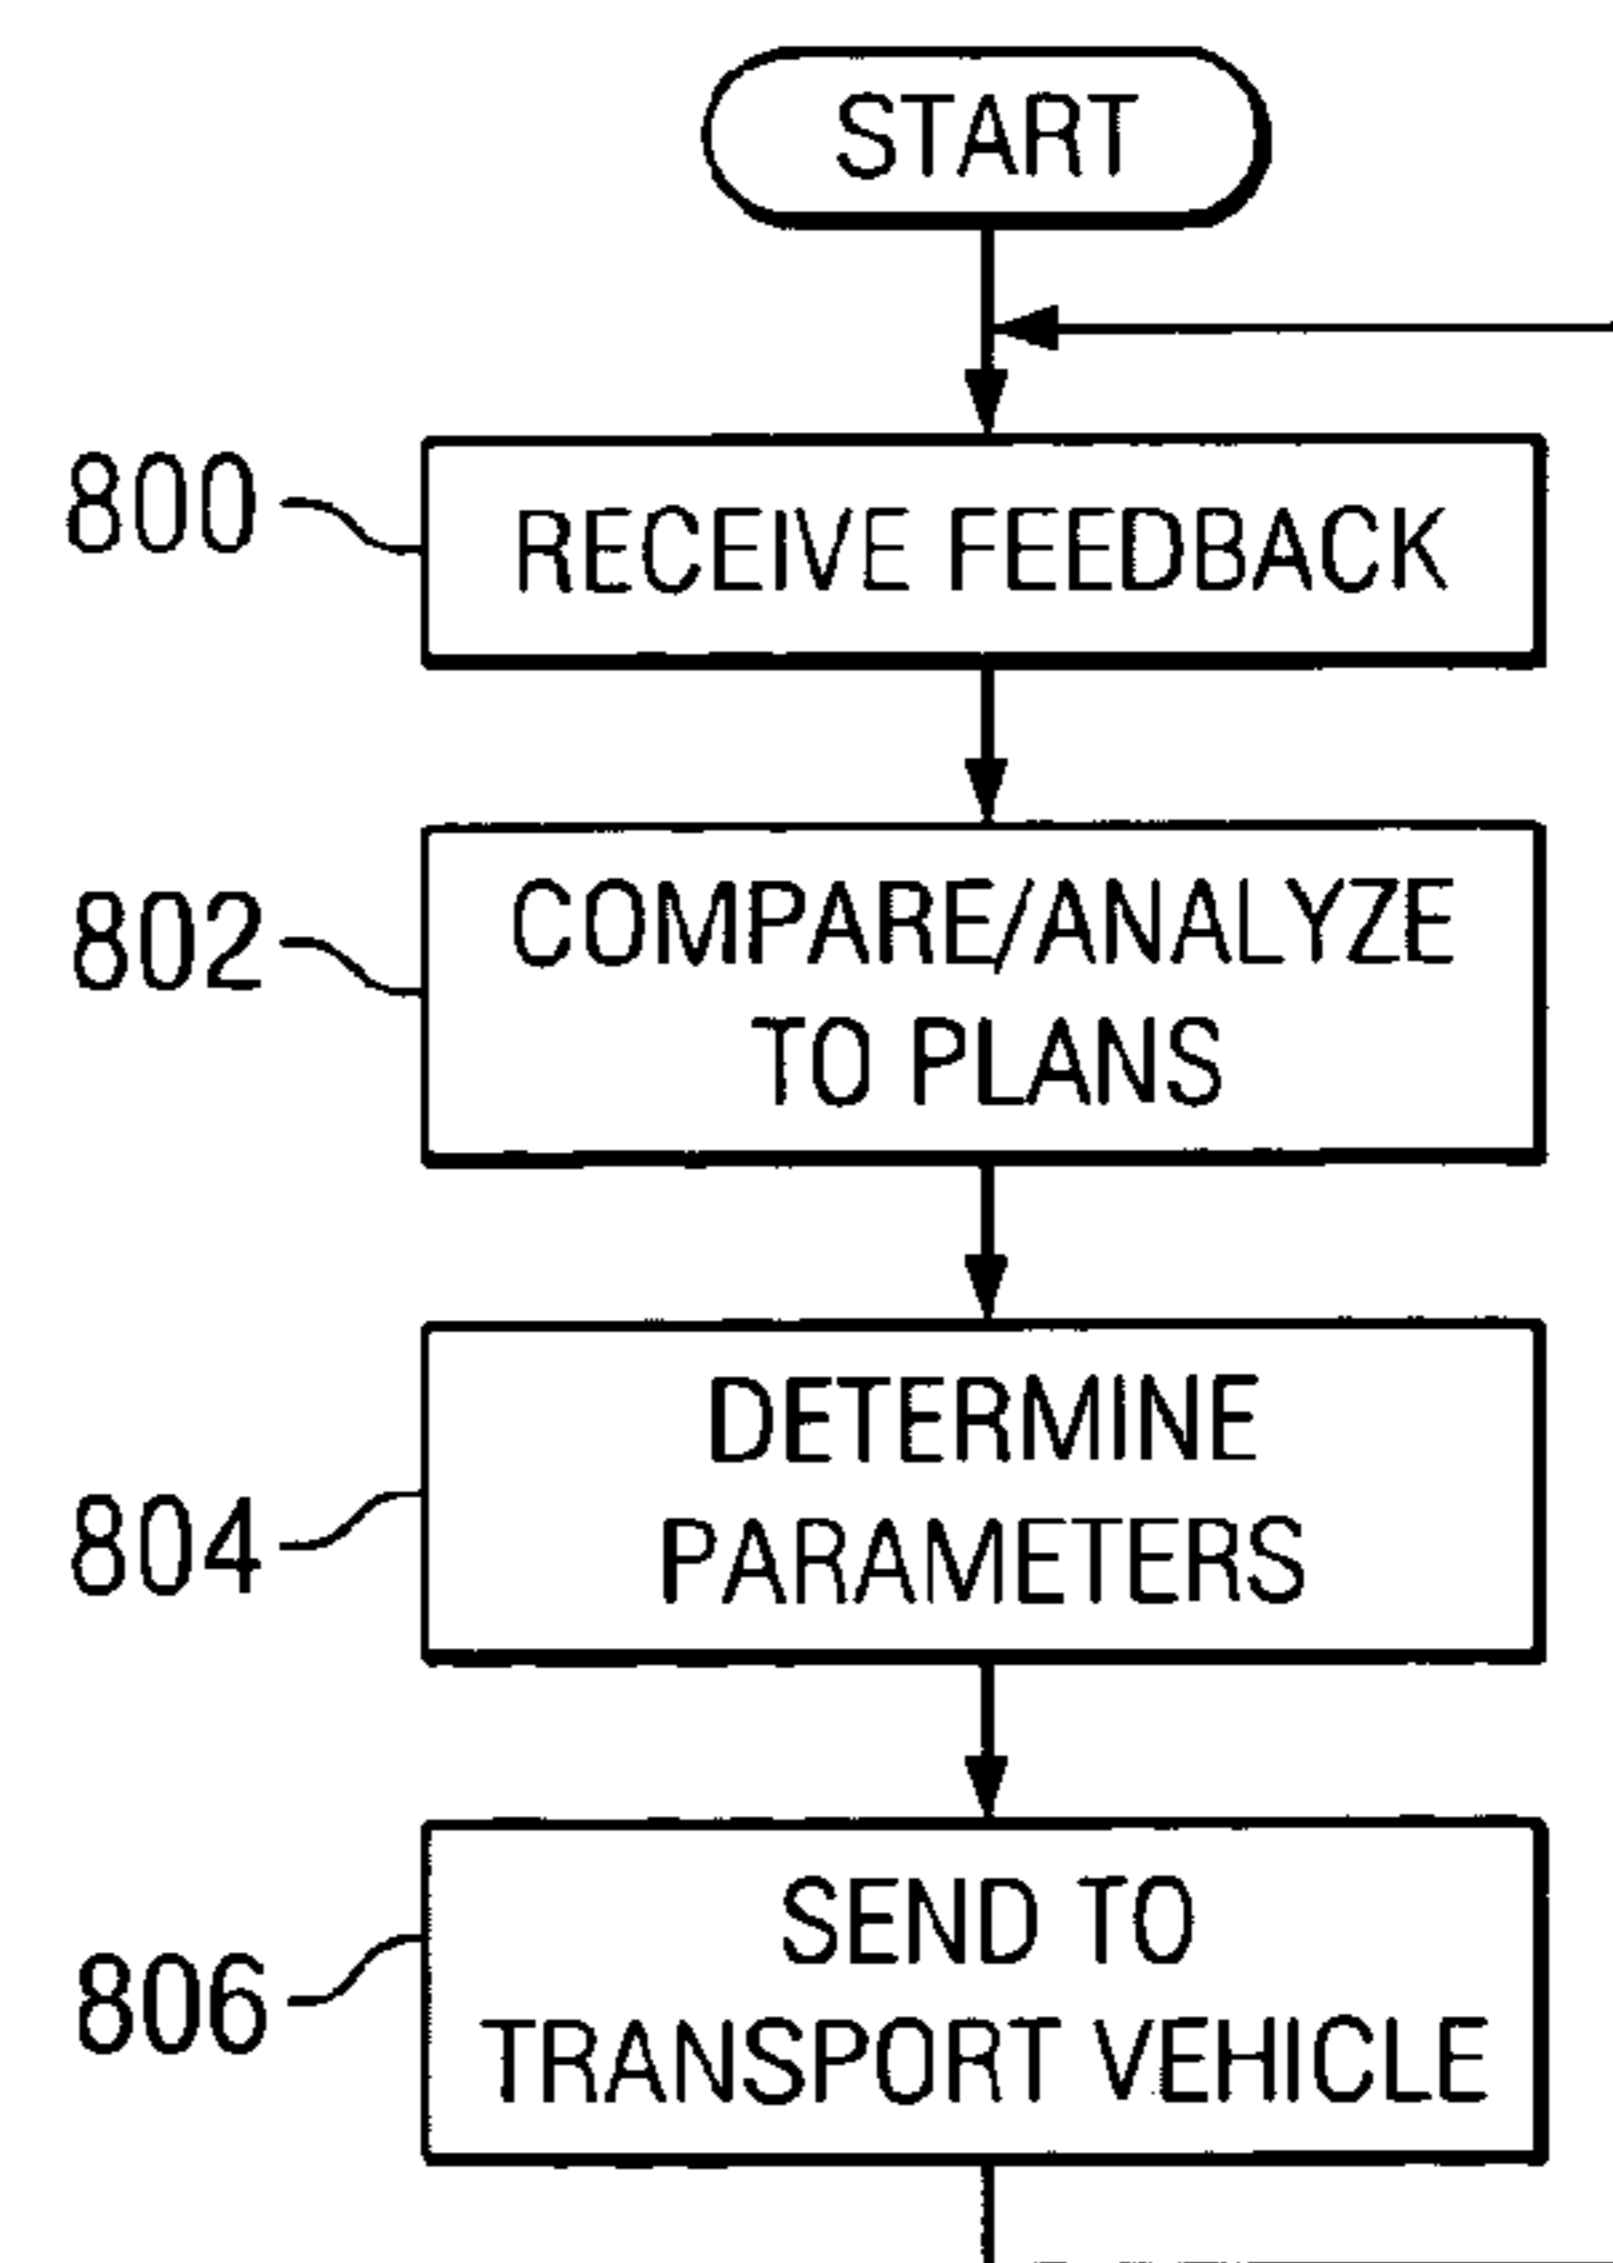 START
800
RECEIVE FEEDBACK
802
COMPARE/ANALYZE
TO PLANS
804
DETERMINE
PARAMETERS
806
SEND TO
TRANSPORT VEHICLE